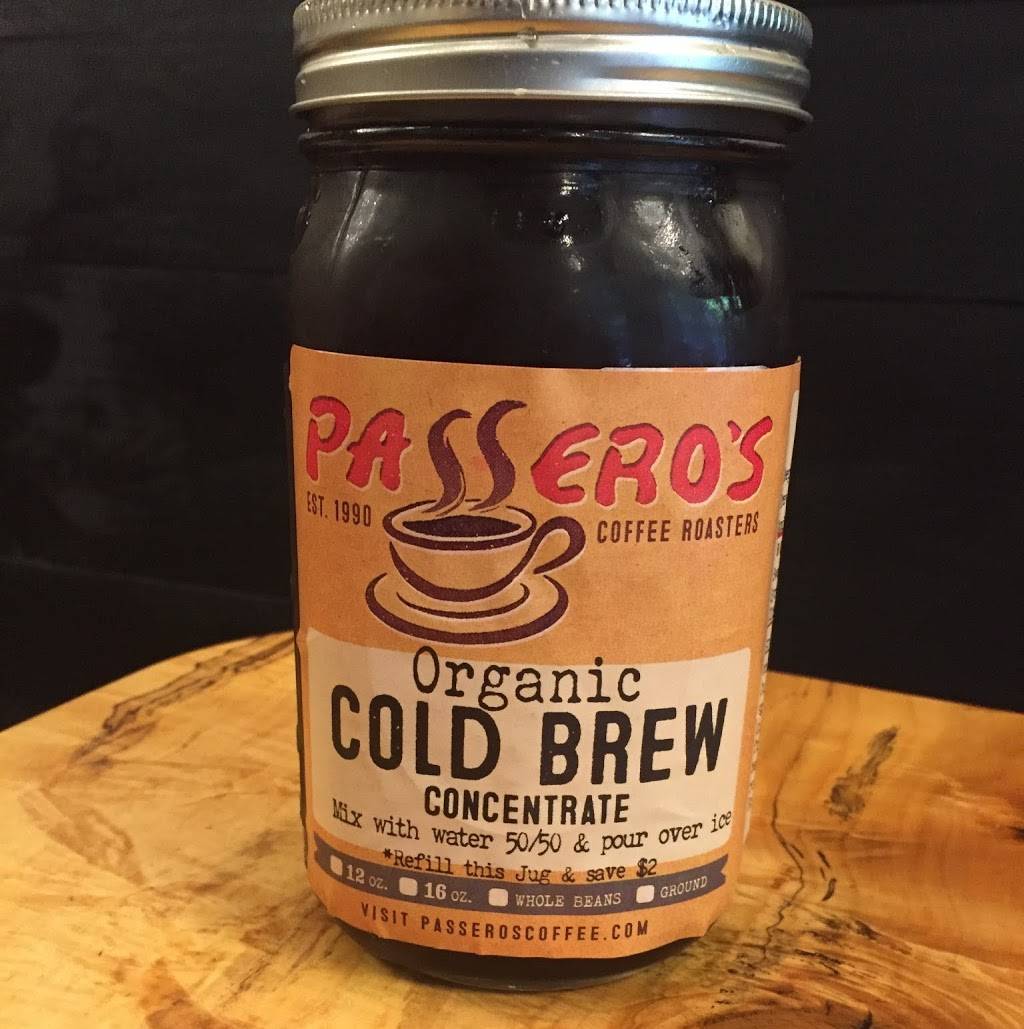 PASSERO'S
EST. 1990
COFFEE ROASTERS
Organic
COLD BREW
CONCENTRATE
Mix with water 50/50 & pour over ice
*Refill this Jug & save $2
12 OZ. 16 OZ. WHOLE BEANS GROUND
VISIT PASSEROSCOFFEE.COM